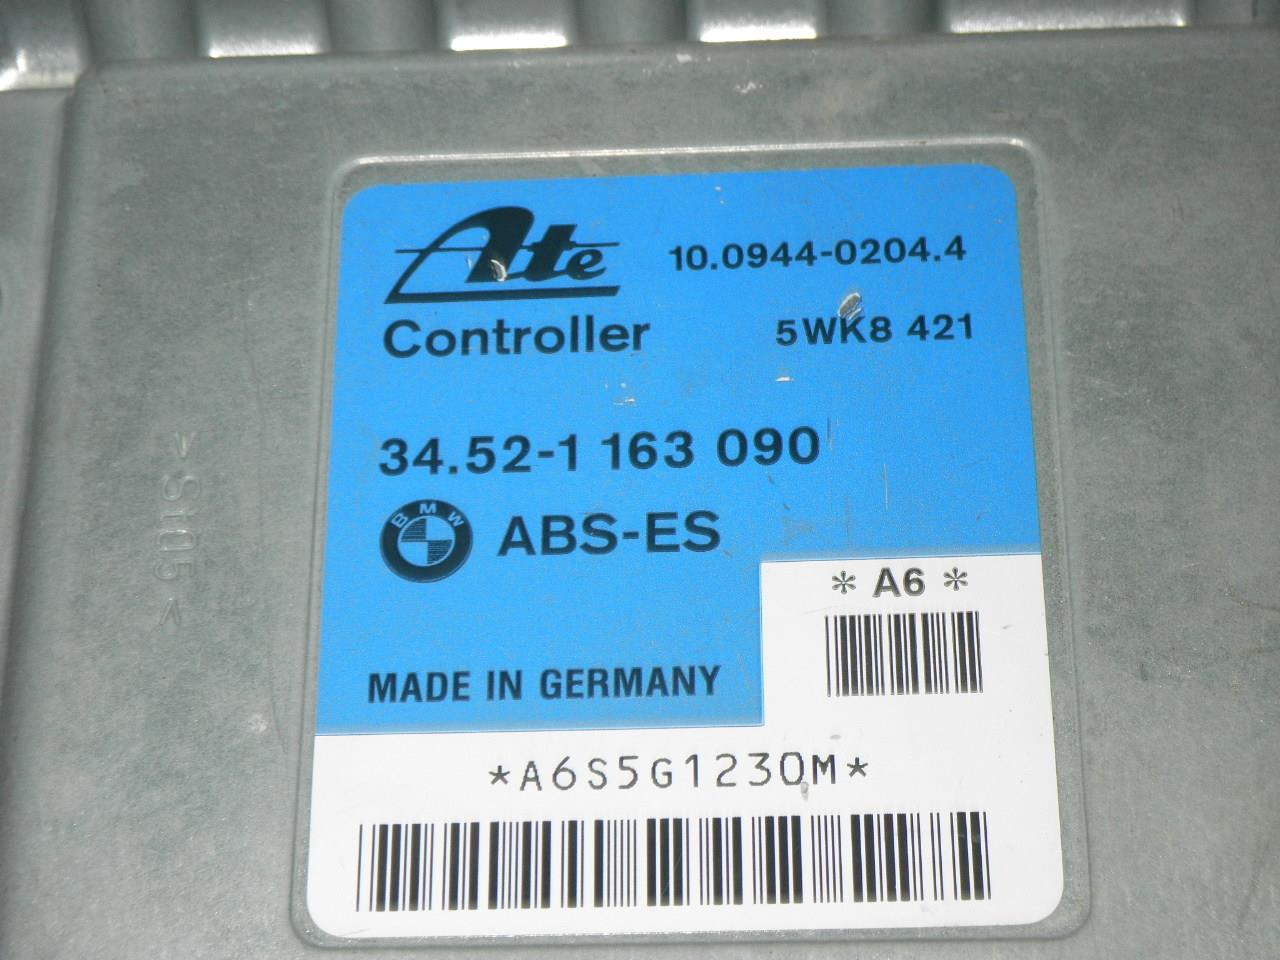 Ate 10.0944-0204.4
Controller 5WK8 421
34.52-1 163 090
BMW ABS-ES
* A6 *
MADE IN GERMANY
*A6S5G1230M*
>S105<